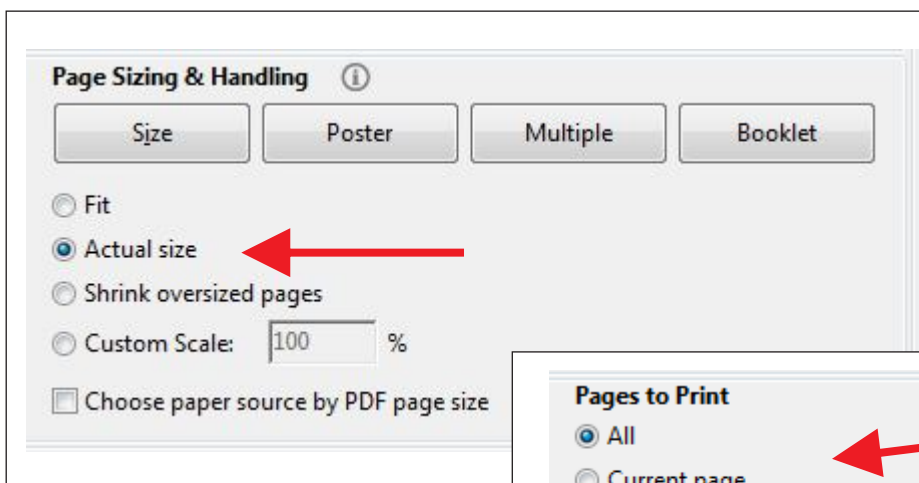 Page Sizing & Handling
Size Poster Multiple Booklet
Fit
Actual size
Shrink oversized pages
Custom Scale: 100 %
Choose paper source by PDF page size
Pages to Print
All
Current page